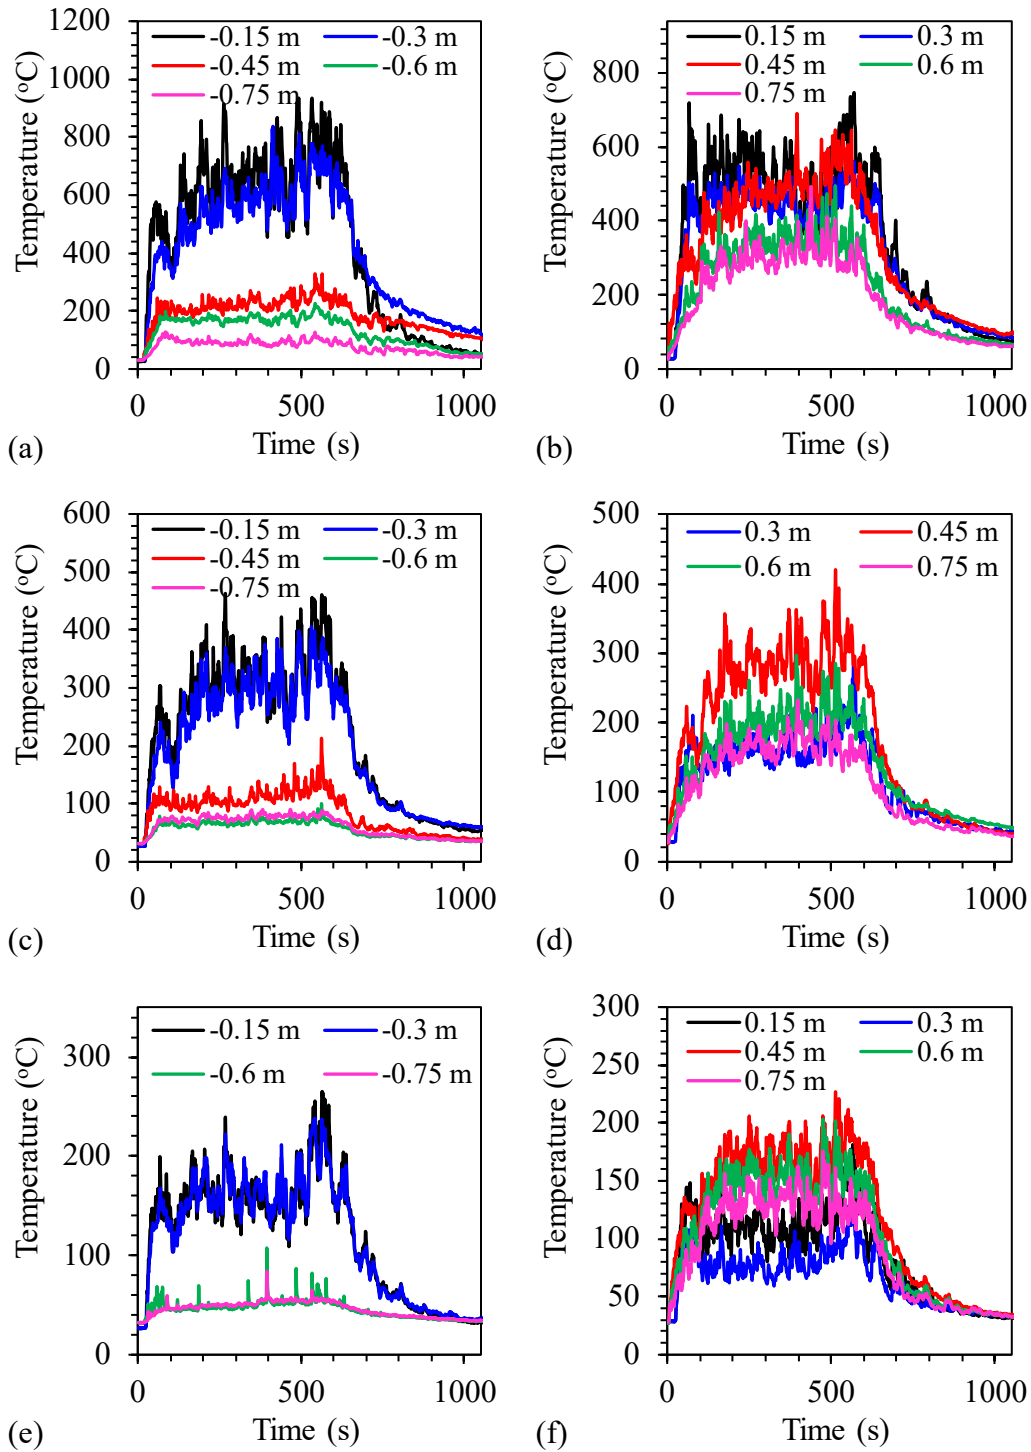 1200
1000
800
600
400
200
0
Temperature (°C)
-0.15 m
-0.3 m
-0.45 m
-0.6 m
-0.75 m
0
500
1000
Time (s)
(a)
800
600
400
200
0
Temperature (°C)
0.15 m
0.3 m
0.45 m
0.6 m
0.75 m
0
500
1000
Time (s)
(b)
600
500
400
300
200
100
0
Temperature (°C)
-0.15 m
-0.3 m
-0.45 m
-0.6 m
-0.75 m
0
500
1000
Time (s)
(c)
500
400
300
200
100
0
Temperature (°C)
0.3 m
0.45 m
0.6 m
0.75 m
0
500
1000
Time (s)
(d)
300
200
100
0
Temperature (°C)
-0.15 m
-0.3 m
-0.6 m
-0.75 m
0
500
1000
Time (s)
(e)
300
250
200
150
100
50
0
Temperature (°C)
0.15 m
0.3 m
0.45 m
0.6 m
0.75 m
0
500
1000
Time (s)
(f)